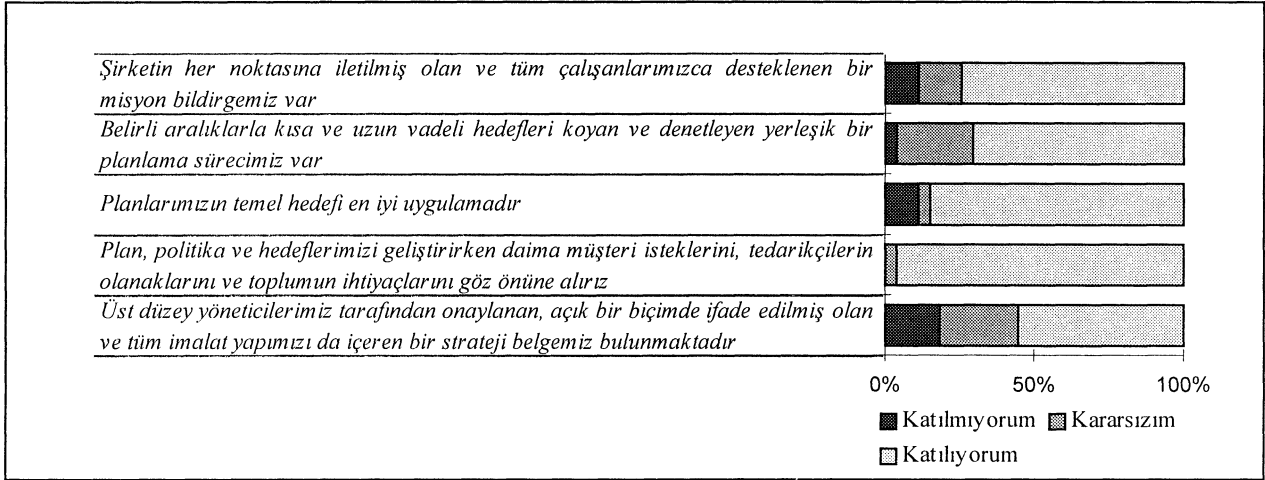 Şirketin her noktasına iletilmiş olan ve tüm çalışanlarımızca desteklenen bir
misyon bildirgemiz var
Belirli aralıklarla kısa ve uzun vadeli hedefleri koyan ve denetleyen yerleşik bir
planlama sürecimiz var
Planlarımızın temel hedefi en iyi uygulamadır
Plan, politika ve hedeflerimizi geliştirirken daima müşteri isteklerini, tedarikçilerin
olanaklarını ve toplumun ihtiyaçlarını göz önüne alırız
Üst düzey yöneticilerimiz tarafından onaylanan, açık bir biçimde ifade edilmiş olan
ve tüm imalat yapımızı da içeren bir strateji belgemiz bulunmaktadır
0% 50% 100%
Katılmıyorum Kararsızım
Katılıyorum